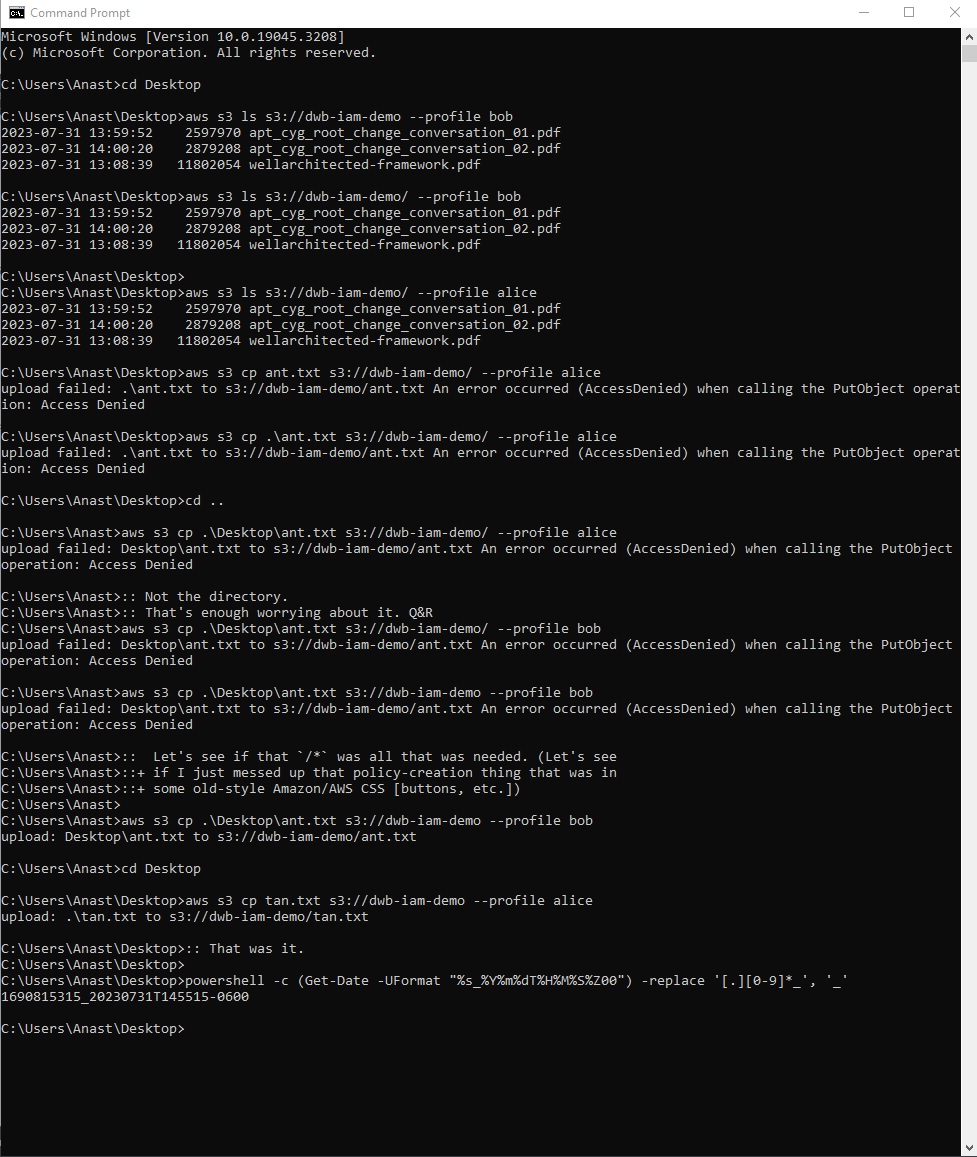 Command Prompt
Microsoft Windows [Version 10.0.19045.3208]
(c) Microsoft Corporation. All rights reserved.
C:\Users\Anast>cd Desktop
C:\Users\Anast\Desktop>aws s3 ls s3://dwb-iam-demo --profile bob
2023-07-31 13:59:52    2597970 apt_cyg_root_change_conversation_01.pdf
2023-07-31 14:00:20    2879208 apt_cyg_root_change_conversation_02.pdf
2023-07-31 13:08:39   11802054 wellarchitected-framework.pdf
C:\Users\Anast\Desktop>aws s3 ls s3://dwb-iam-demo/ --profile bob
2023-07-31 13:59:52    2597970 apt_cyg_root_change_conversation_01.pdf
2023-07-31 14:00:20    2879208 apt_cyg_root_change_conversation_02.pdf
2023-07-31 13:08:39   11802054 wellarchitected-framework.pdf
C:\Users\Anast\Desktop>
C:\Users\Anast\Desktop>aws s3 ls s3://dwb-iam-demo/ --profile alice
2023-07-31 13:59:52    2597970 apt_cyg_root_change_conversation_01.pdf
2023-07-31 14:00:20    2879208 apt_cyg_root_change_conversation_02.pdf
2023-07-31 13:08:39   11802054 wellarchitected-framework.pdf
C:\Users\Anast\Desktop>aws s3 cp ant.txt s3://dwb-iam-demo/ --profile alice
upload failed: .\ant.txt to s3://dwb-iam-demo/ant.txt An error occurred (AccessDenied) when calling the PutObject operat
ion: Access Denied
C:\Users\Anast\Desktop>aws s3 cp .\ant.txt s3://dwb-iam-demo/ --profile alice
upload failed: .\ant.txt to s3://dwb-iam-demo/ant.txt An error occurred (AccessDenied) when calling the PutObject operat
ion: Access Denied
C:\Users\Anast\Desktop>cd ..
C:\Users\Anast>aws s3 cp .\Desktop\ant.txt s3://dwb-iam-demo/ --profile alice
upload failed: Desktop\ant.txt to s3://dwb-iam-demo/ant.txt An error occurred (AccessDenied) when calling the PutObject
operation: Access Denied
C:\Users\Anast>:: Not the directory.
C:\Users\Anast>:: That's enough worrying about it. Q&R
C:\Users\Anast>aws s3 cp .\Desktop\ant.txt s3://dwb-iam-demo/ --profile bob
upload failed: Desktop\ant.txt to s3://dwb-iam-demo/ant.txt An error occurred (AccessDenied) when calling the PutObject
operation: Access Denied
C:\Users\Anast>aws s3 cp .\Desktop\ant.txt s3://dwb-iam-demo --profile bob
upload failed: Desktop\ant.txt to s3://dwb-iam-demo/ant.txt An error occurred (AccessDenied) when calling the PutObject
operation: Access Denied
C:\Users\Anast>::  Let's see if that `/*` was all that was needed. (Let's see
C:\Users\Anast>::+ if I just messed up that policy-creation thing that was in
C:\Users\Anast>::+ some old-style Amazon/AWS CSS [buttons, etc.])
C:\Users\Anast>
C:\Users\Anast>aws s3 cp .\Desktop\ant.txt s3://dwb-iam-demo --profile bob
upload: Desktop\ant.txt to s3://dwb-iam-demo/ant.txt
C:\Users\Anast>cd Desktop
C:\Users\Anast\Desktop>aws s3 cp tan.txt s3://dwb-iam-demo --profile alice
upload: .\tan.txt to s3://dwb-iam-demo/tan.txt
C:\Users\Anast\Desktop>:: That was it.
C:\Users\Anast\Desktop>
C:\Users\Anast\Desktop>powershell -c (Get-Date -UFormat "%s_%Y%m%dT%H%M%S%Z00") -replace '[.][0-9]*_', '_'
1690815315_20230731T145515-0600
C:\Users\Anast\Desktop>